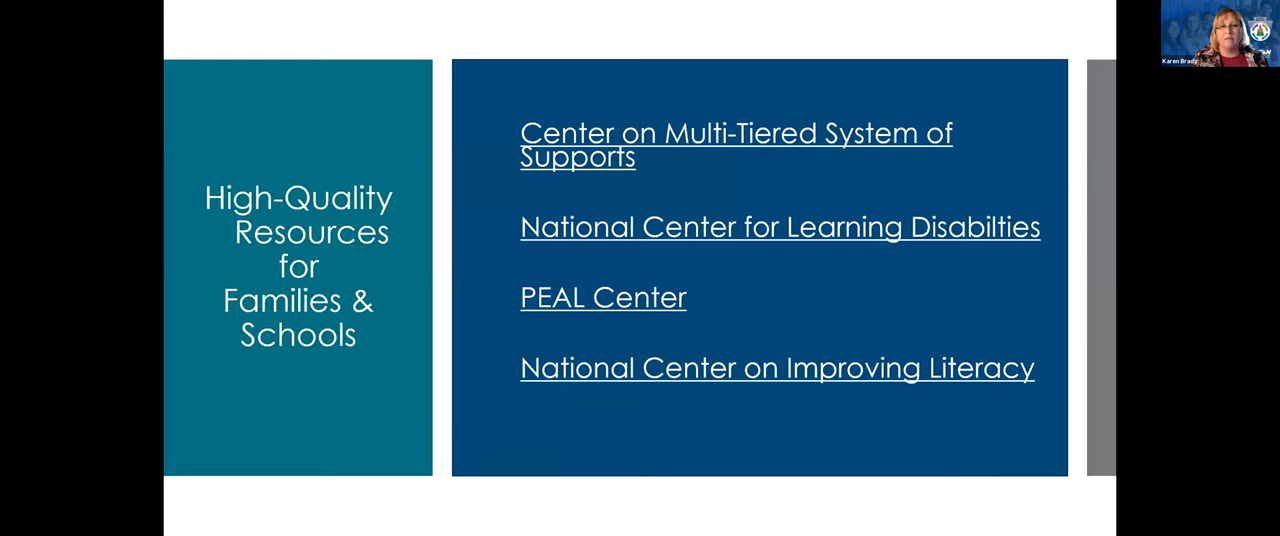 High-Quality
Resources
for
Families &
Schools
Center on Multi-Tiered System of
Supports
National Center for Learning Disabilties
PEAL Center
National Center on Improving Literacy
Karen Brady